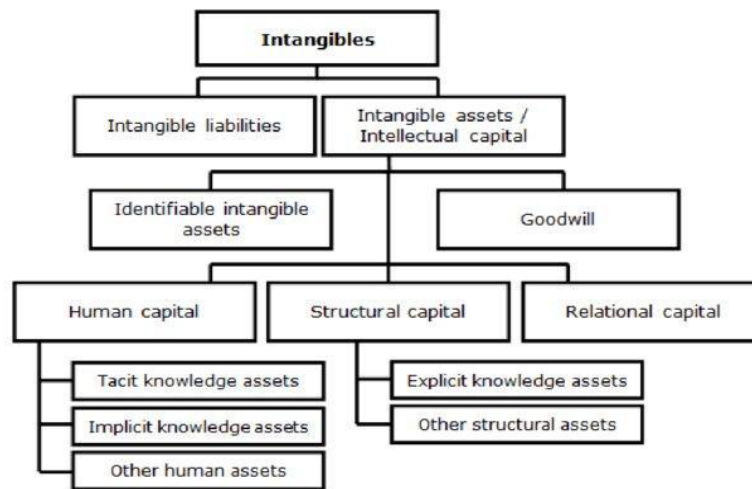 Intangibles
Intangible liabilities
Intangible assets /
Intellectual capital
Identifiable intangible
assets
Goodwill
Human capital
Structural capital
Relational capital
Tacit knowledge assets
Implicit knowledge assets
Other human assets
Explicit knowledge assets
Other structural assets